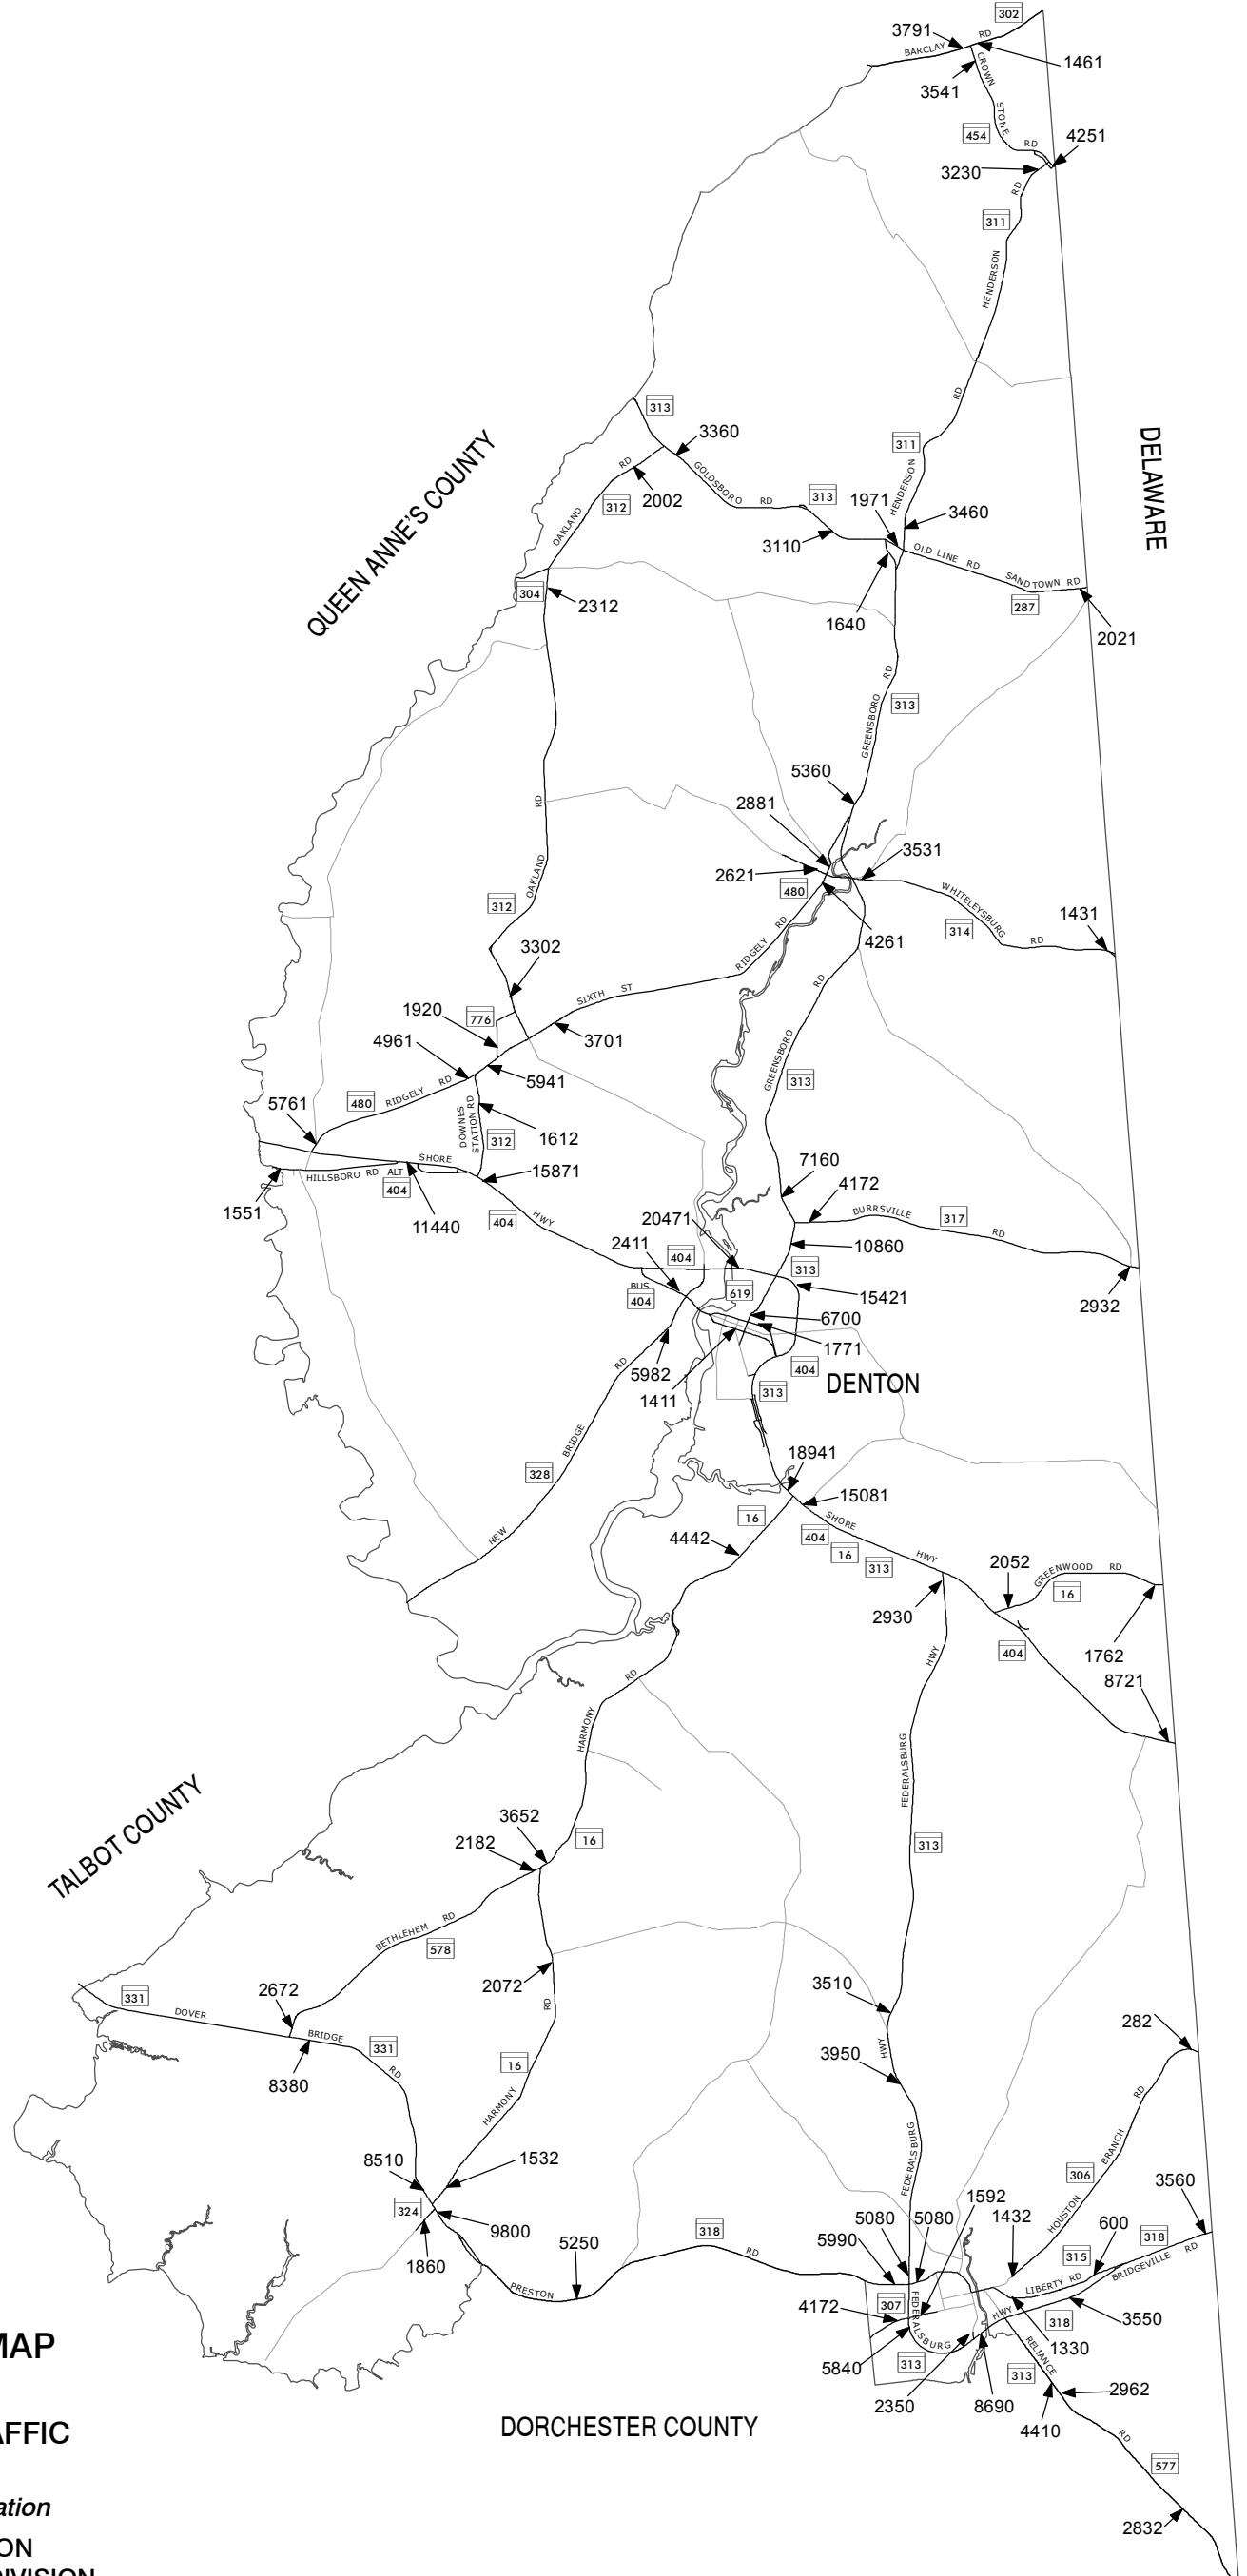 302
3791
RD
BARCLAY
1461
CROWN
3541
STONE
454
RD
4251
3230
RD
311
HENDERSON
RD
313
3360
QUEEN ANNE'S COUNTY
DELAWARE
311
HENDERSON
RD
2002
GOLDSBORO RD
313
1971
312
3460
OAKLAND
3110
OLD LINE RD
SANDTOWN RD
304
2312
287
1640
2021
RD
GREENSBORO
313
5360
RD
2881
3531
OAKLAND
2621
480
WHITELEYSBURG
312
1431
RD
314
4261
RD
3302
RIDGELY
RD
SIXTH ST
1920
776
4961
3701
GREENSBORO
RD
5941
313
5761
480
RIDGELY
DOWNES
STATION RD
1612
312
SHORE
7160
HILLSBORO RD ALT
15871
4172
404
1551
11440
404
HWY
20471
BURRSVILLE
317
RD
2411
404
10860
313
BUS
404
619
15421
2932
6700
5982
RD
1771
404
1411
313
DENTON
BRIDGE
18941
328
15081
16
SHORE
NEW
4442
404
16
HWY
313
2052
GREENWOOD RD
16
2930
HWY
404
1762
RD
8721
HARMONY
FEDERALSBURG
TALBOT COUNTY
3652
16
2182
313
RD
BETHLEHEM
578
2072
3510
2672
331
RD
282
DOVER
BRIDGE
331
HWY
3950
16
RD
8380
RD
HARMONY
BRANCH
FEDERALSBURG
8510
1532
306
3560
324
1592
HOUSTON
5080
5080
1432
600
9800
318
5990
318
5250
1860
RD
315
RD
BRIDGEVILLE
PRESTON
LIBERTY RD
307
4172
FEDERALSBURG
HWY
318
3550
MAP
1330
5840
313
RELIANCE
313
2962
2350
8690
4410
AFFIC
DORCHESTER COUNTY
RD
577
ation
2832
ON
DIVISION